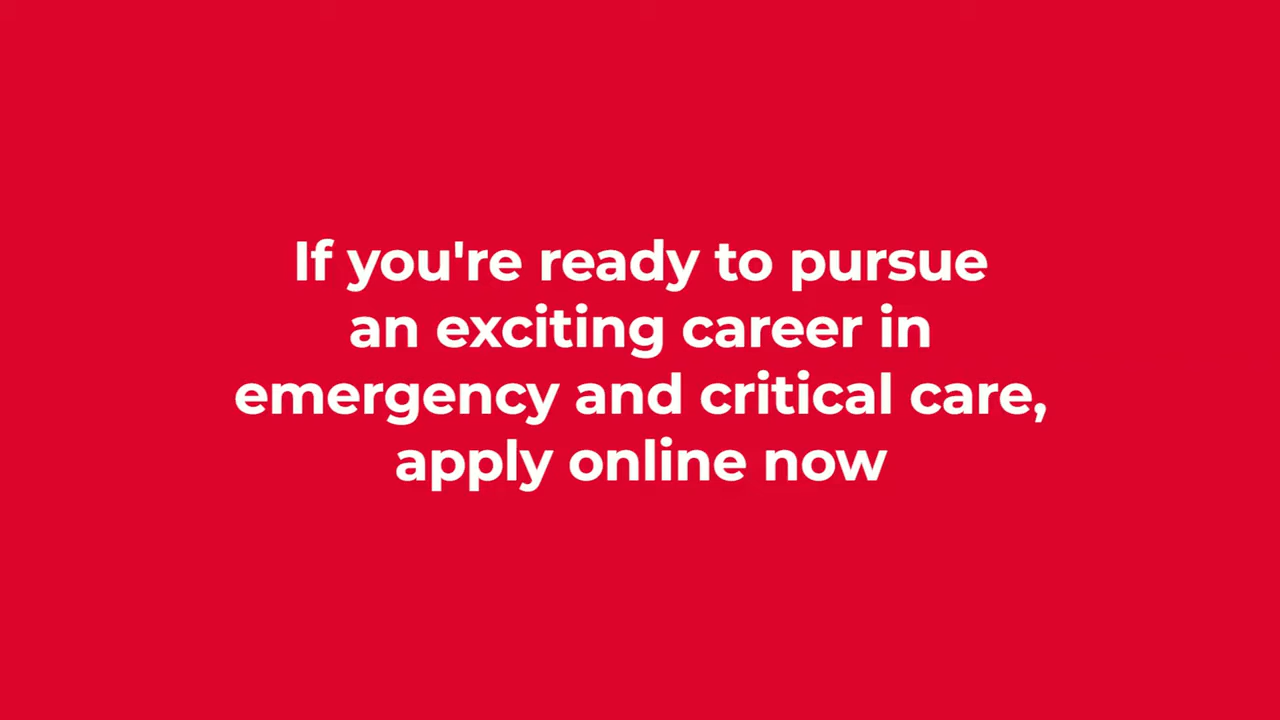 If you're ready to pursue
an exciting career in
emergency and critical care,
apply online now